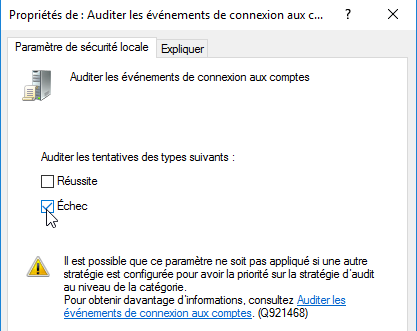 Propriétés de : Auditer les événements de connexion aux c...
Paramètre de sécurité locale
Expliquer
Auditer les événements de connexion aux comptes
Auditer les tentatives des types suivants :
Réussite
Échec
Il est possible que ce paramètre ne soit pas appliqué si une autre
stratégie est configurée pour avoir la priorité sur la stratégie d'audit
au niveau de la catégorie.
Pour obtenir davantage d'informations, consultez Auditer les
événements de connexion aux comptes. (Q921468)